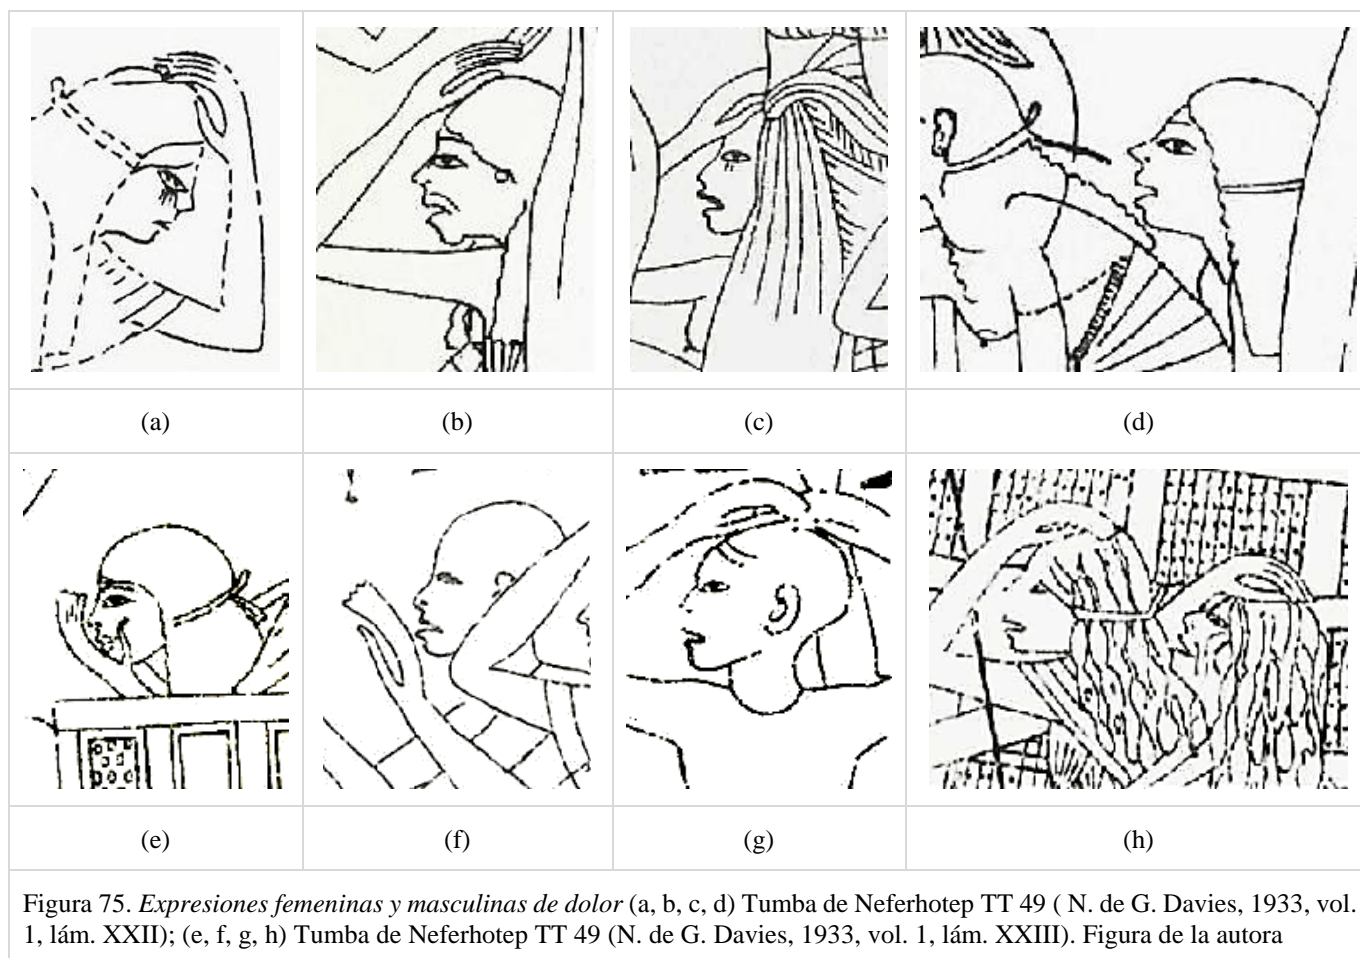 (a) (b) (c) (d)
(e) (f) (g) (h)
Figura 75. Expresiones femeninas y masculinas de dolor (a, b, c, d) Tumba de Neferhotep TT 49 ( N. de G. Davies, 1933, vol.
1, lám. XXII); (e, f, g, h) Tumba de Neferhotep TT 49 (N. de G. Davies, 1933, vol. 1, lám. XXIII). Figura de la autora